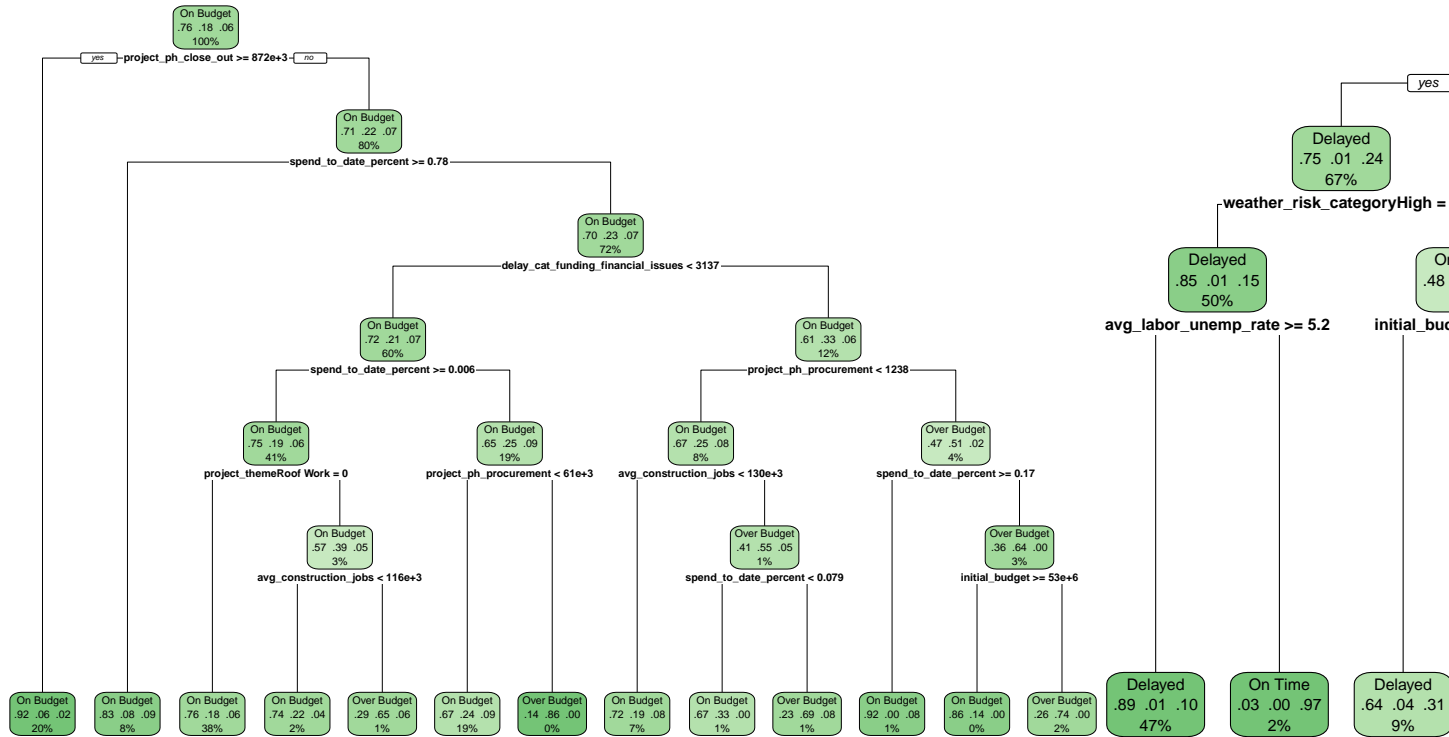 On Budget
.76 .18 .06
100%
yes project_ph_close_out >= 872e+3 no
yes
On Budget
.71 .22 .07
80%
spend_to_date_percent >= 0.78
Delayed
.75 .01 .24
67%
weather_risk_categoryHigh =
On Budget
.70 .23 .07
72%
delay_cat_funding_financial_issues < 3137
Delayed
.85 .01 .15
50%
avg_labor_unemp_rate >= 5.2
.48
On Budget
.72 .21 .07
60%
spend_to_date_percent >= 0.006
On Budget
.61 .33 .06
12%
project_ph_procurement < 1238
On Budget
.75 .19 .06
41%
project_themeRoof Work = 0
On Budget
.65 .25 .09
19%
project_ph_procurement < 61e+3
On Budget
.67 .25 .08
8%
avg_construction_jobs < 130e+3
Over Budget
.47 .51 .02
4%
spend_to_date_percent >= 0.17
On Budget
.57 .39 .05
3%
avg_construction_jobs < 116e+3
Over Budget
.41 .55 .05
1%
spend_to_date_percent < 0.079
Over Budget
.36 .64 .00
3%
initial_budget >= 53e+6
On Budget
.92 .06 .02
20%
On Budget
.83 .08 .09
8%
On Budget
.76 .18 .06
38%
On Budget
.74 .22 .04
2%
Over Budget
.29 .65 .06
1%
On Budget
.67 .24 .09
19%
Over Budget
.14 .86 .00
0%
On Budget
.72 .19 .08
7%
On Budget
.67 .33 .00
1%
Over Budget
.23 .69 .08
1%
On Budget
.92 .00 .08
1%
On Budget
.86 .14 .00
0%
Over Budget
.26 .74 .00
2%
Delayed
.89 .01 .10
47%
On Time
.03 .00 .97
2%
Delayed
.64 .04 .31
9%